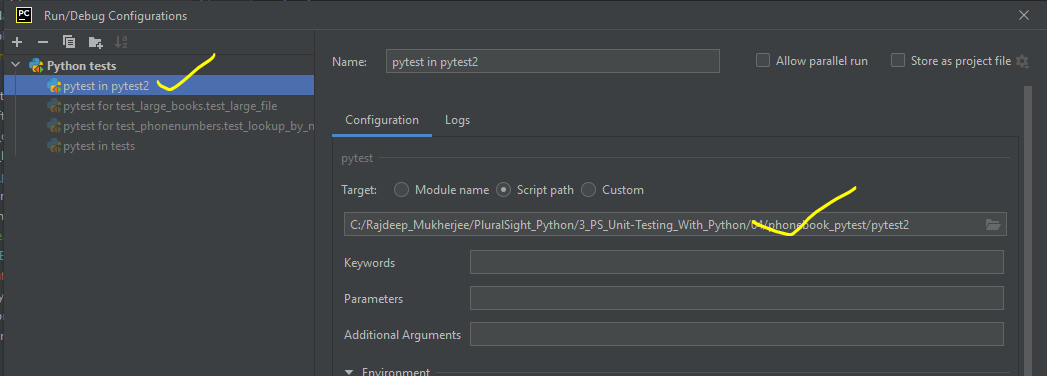 PC Run/Debug Configurations
Python tests
pytest in pytest2
pytest for test_large_books.test_large_file
pytest for test_phonenumbers.test_lookup_by_n
pytest in tests
Name: pytest in pytest2 Allow parallel run Store as project file
Configuration Logs
pytest
Target: Module name Script path Custom
C:/Rajdeep_Mukherjee/PluralSight_Python/3_PS_Unit-Testing_With_Python/04/phonebook_pytest/pytest2
Keywords
Parameters
Additional Arguments
Environment